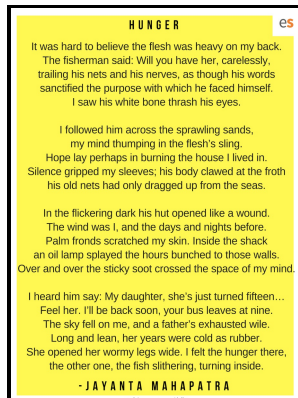 HUNGER
es
It was hard to believe the flesh was heavy on my back.
The fisherman said: Will you have her, carelessly,
trailing his nets and his nerves, as though his words
sanctified the purpose with which he faced himself.
I saw his white bone thrash his eyes.
I followed him across the sprawling sands,
my mind thumping in the flesh's sling.
Hope lay perhaps in burning the house I lived in.
Silence gripped my sleeves; his body clawed at the froth
his old nets had only dragged up from the seas.
In the flickering dark his hut opened like a wound.
The wind was I, and the days and nights before.
Palm fronds scratched my skin. Inside the shack
an oil lamp splayed the hours bunched to those walls.
Over and over the sticky soot crossed the space of my mind.
I heard him say: My daughter, she's just turned fifteen…
Feel her. I'll be back soon, your bus leaves at nine.
The sky fell on me, and a father's exhausted wile.
Long and lean, her years were cold as rubber.
She opened her wormy legs wide. I felt the hunger there,
the other one, the fish slithering, turning inside.
-JAYANTA MAHAPATRA